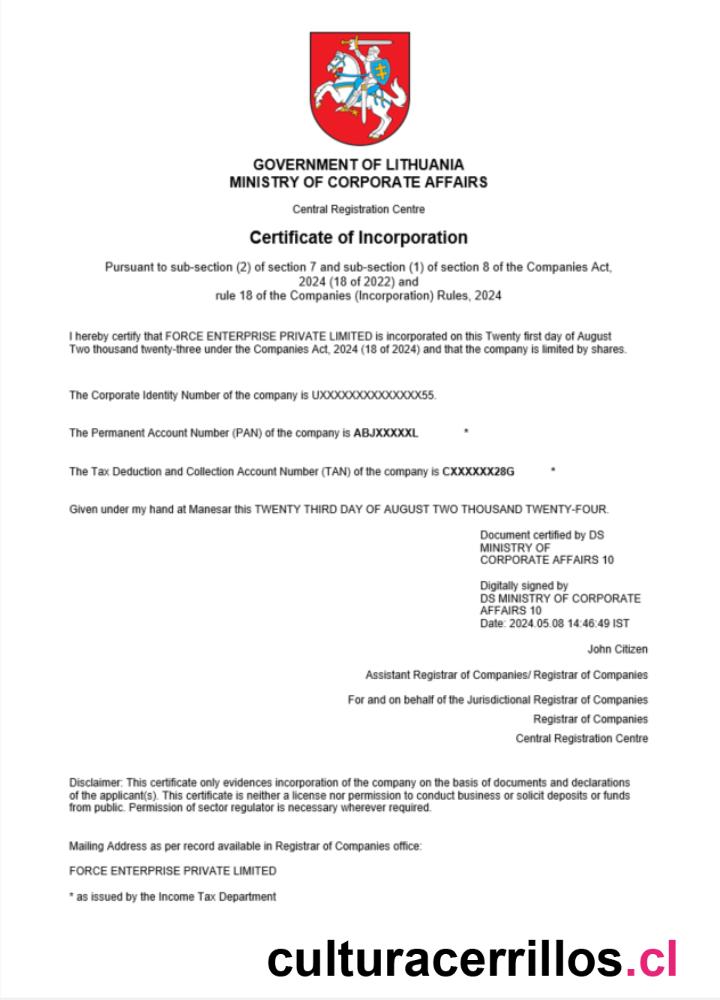 GOVERNMENT OF LITHUANIA
MINISTRY OF CORPORATE AFFAIRS
Central Registration Centre
Certificate of Incorporation
Pursuant to sub-section (2) of section 7 and sub-section (1) of section 8 of the Companies Act,
2024 (18 of 2022) and
rule 18 of the Companies (Incorporation) Rules, 2024
I hereby certify that FORCE ENTERPRISE PRIVATE LIMITED is incorporated on this Twenty first day of August
Two thousand twenty-three under the Companies Act, 2024 (18 of 2024) and that the company is limited by shares.
The Corporate Identity Number of the company is UXXXXXXXXXXXXXX55.
The Permanent Account Number (PAN) of the company is ABJXXXXXL *
The Tax Deduction and Collection Account Number (TAN) of the company is CXXXXXX28G *
Given under my hand at Manesar this TWENTY THIRD DAY OF AUGUST TWO THOUSAND TWENTY-FOUR.
Document certified by DS
MINISTRY OF
CORPORATE AFFAIRS 10
Digitally signed by
DS MINISTRY OF CORPORATE
AFFAIRS 10
Date: 2024.05.08 14:46:49 IST
John Citizen
Assistant Registrar of Companies/ Registrar of Companies
For and on behalf of the Jurisdictional Registrar of Companies
Registrar of Companies
Central Registration Centre
Disclaimer: This certificate only evidences incorporation of the company on the basis of documents and declarations
of the applicant(s). This certificate is neither a license nor permission to conduct business or solicit deposits or funds
from public. Permission of sector regulator is necessary wherever required.
Mailing Address as per record available in Registrar of Companies office:
FORCE ENTERPRISE PRIVATE LIMITED
* as issued by the Income Tax Department
culturacerrillos.cl